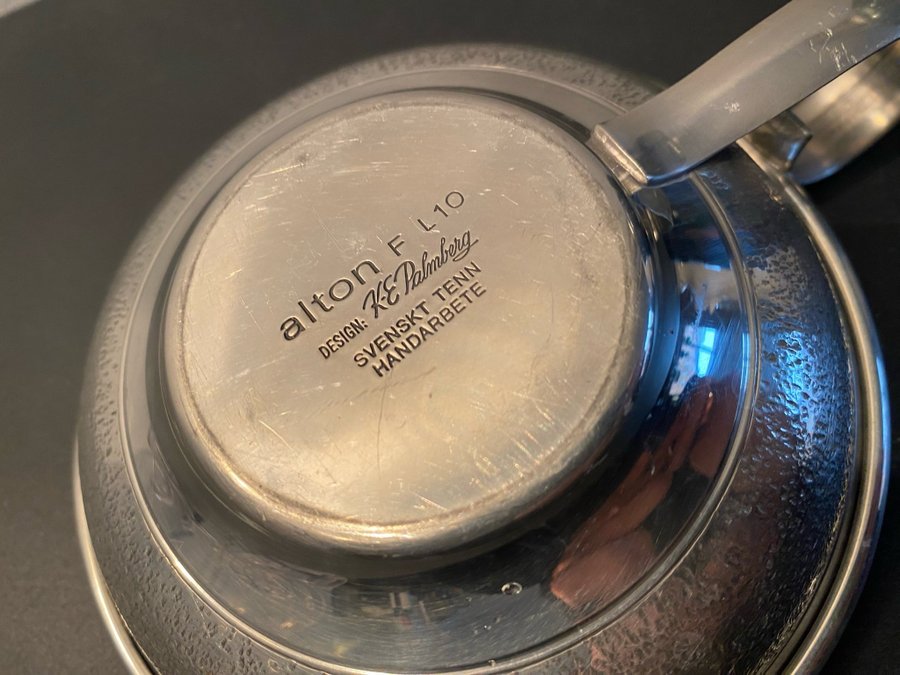 alton F L10
DESIGN: K-E Palmberg
SVENSKT TENN
HANDARBETE